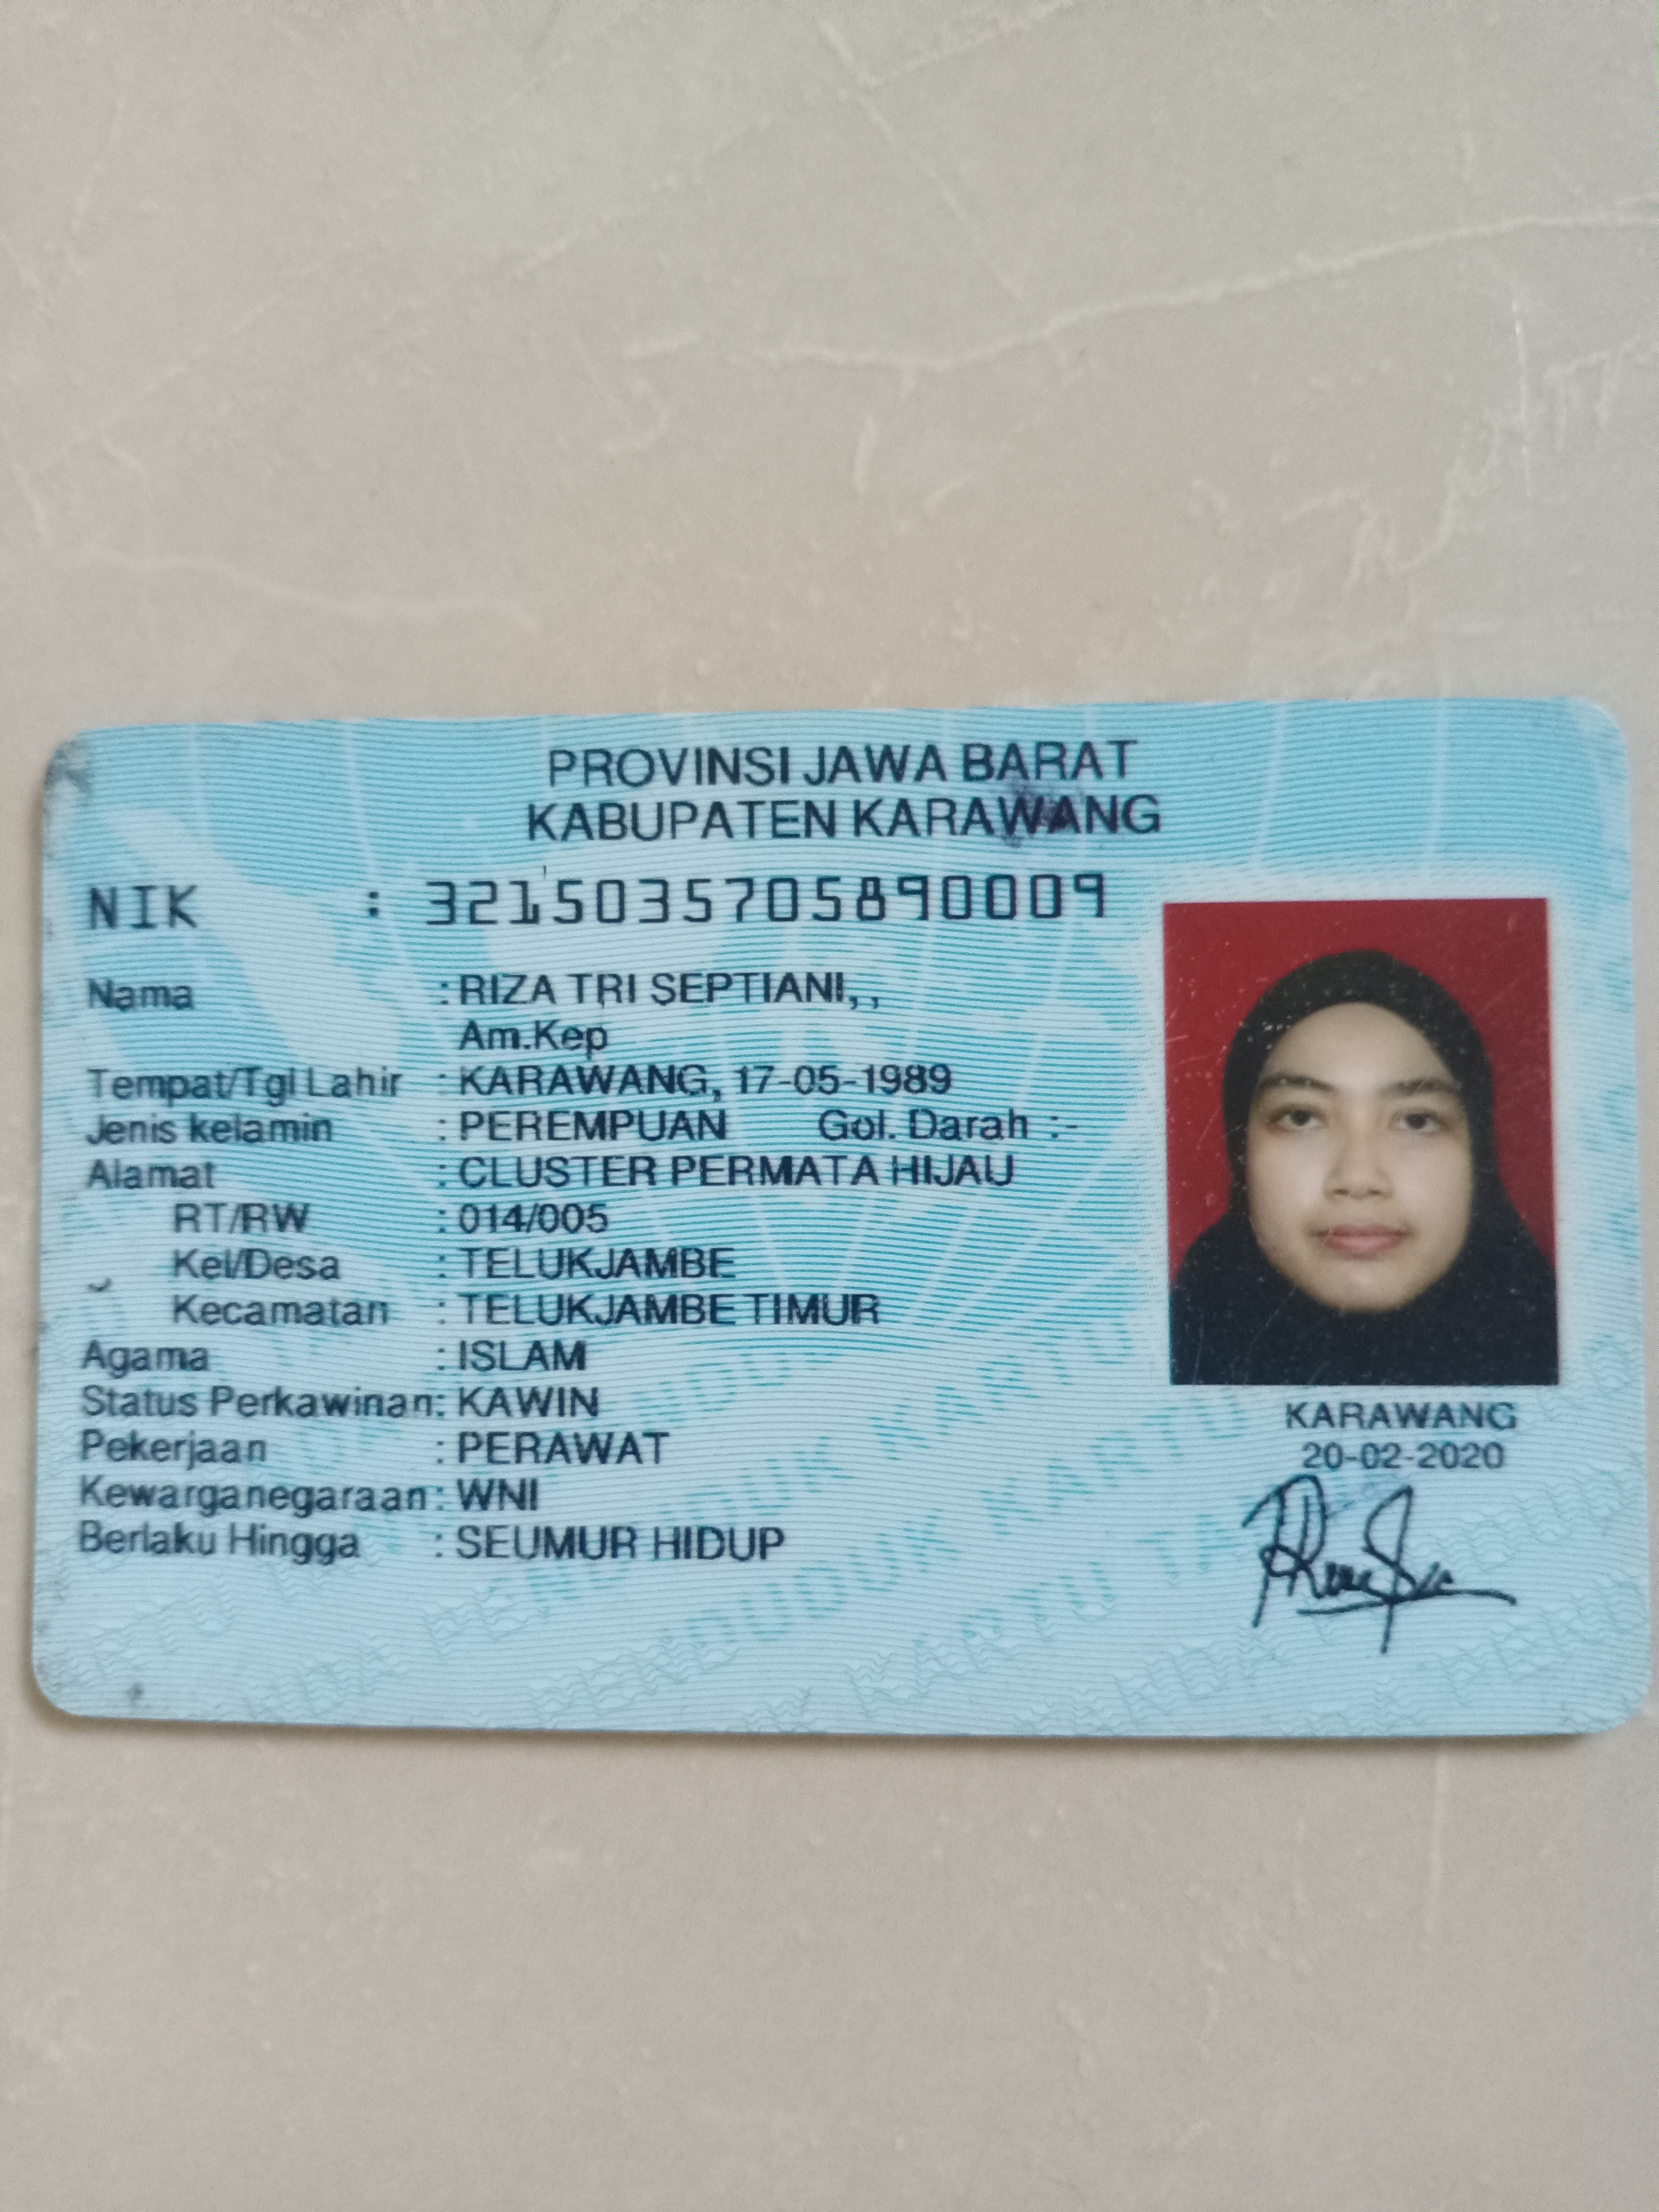 PROVINSI JAWA BARAT
KABUPATEN KARAWANG
NIK : 3215035705890009
Nama : RIZA TRI SEPTIANI, ,
Am.Kep
Tempat/Tgl Lahir : KARAWANG, 17-05-1989
Jenis kelamin : PEREMPUAN Gol. Darah :-
Alamat : CLUSTER PERMATA HIJAU
RT/RW : 014/005
Kel/Desa : TELUKJAMBE
Kecamatan : TELUKJAMBE TIMUR
Agama : ISLAM
Status Perkawinan: KAWIN
Pekerjaan : PERAWAT
Kewarganegaraan: WNI
Berlaku Hingga : SEUMUR HIDUP
KARAWANG
20-02-2020